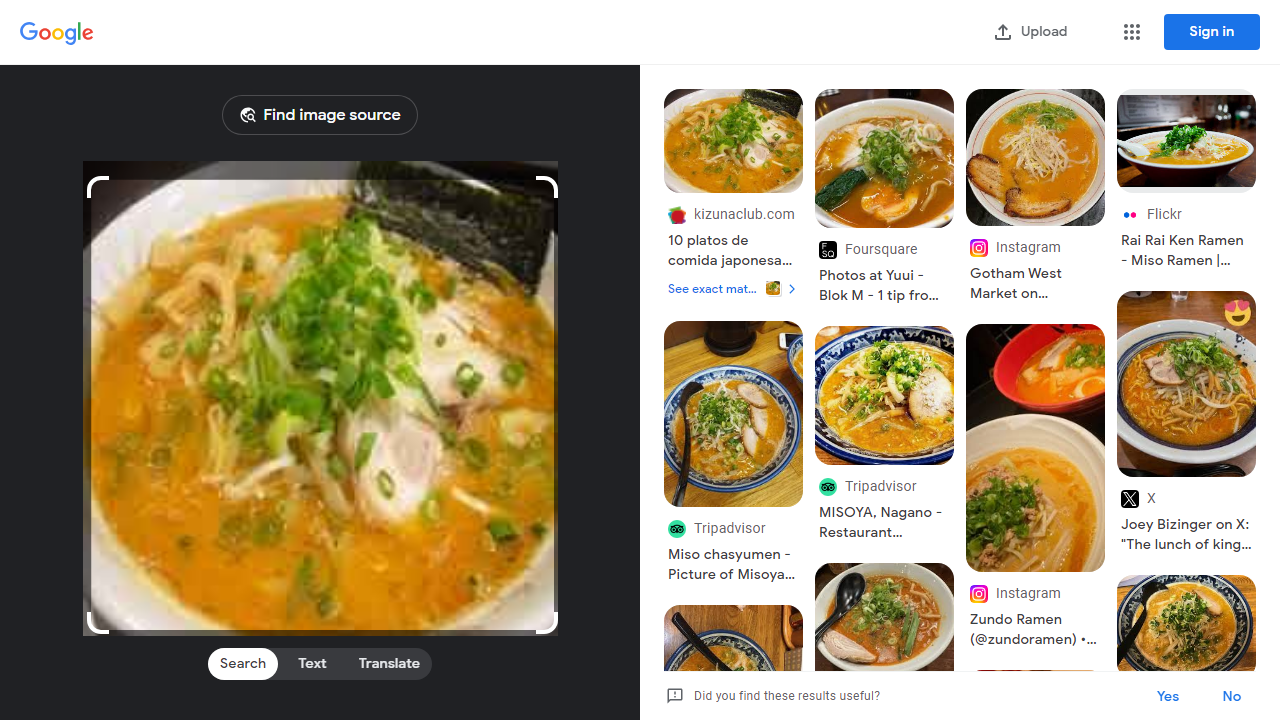 Google
Upload
Sign in
Find image source
Search
Text
Translate
kizunaclub.com
10 platos de
comida japonesa...
See exact mat...
Foursquare
Photos at Yuui -
Blok M - 1 tip fro...
Instagram
Gotham West
Market on...
Flickr
Rai Rai Ken Ramen
- Miso Ramen |...
Tripadvisor
Miso chasyumen -
Picture of Misoya...
Tripadvisor
MISOYA, Nagano -
Restaurant...
Instagram
Zundo Ramen
(@zundoramen) •...
X
Joey Bizinger on X:
"The lunch of king...
Did you find these results useful?
Yes
No